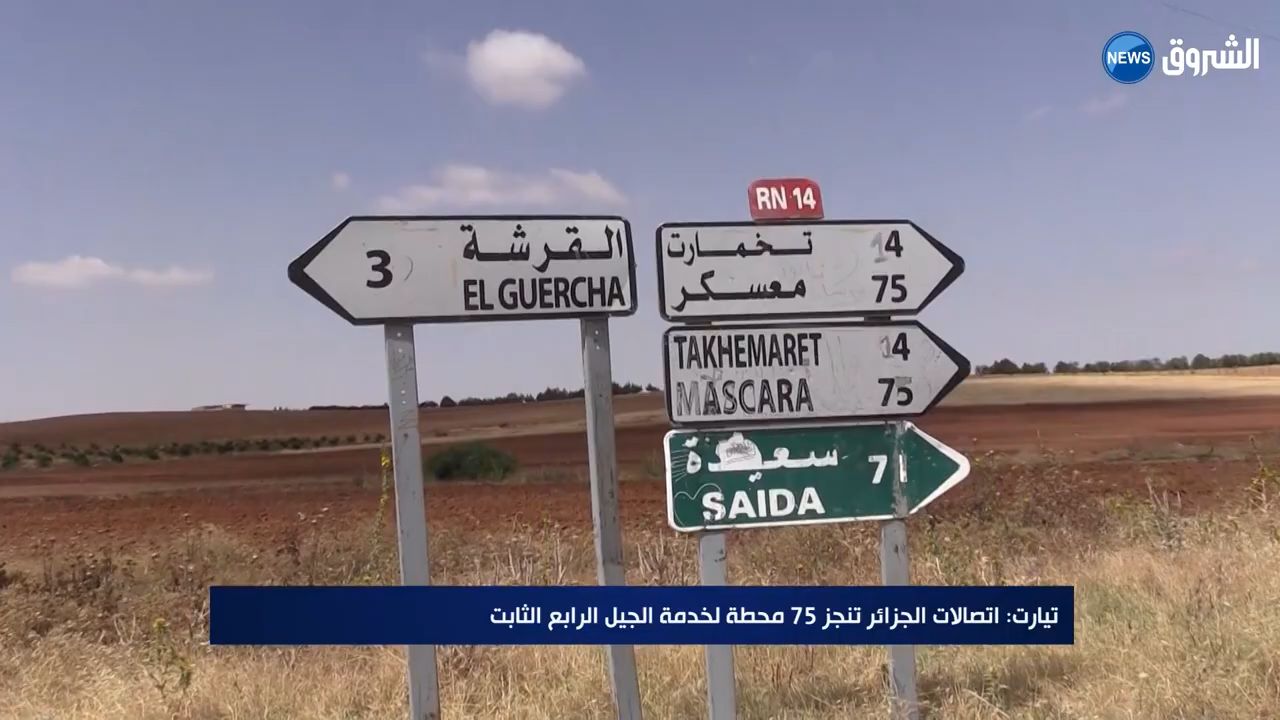 NEWS الشروق
RN 14
القرشة
3
EL GUERCHA
تخمارت 14
معسكر 75
TAKHEMARET 14
MASCARA 75
سعيدة
71
SAIDA
تيارت: اتصالات الجزائر تنجز 75 محطة لخدمة الجيل الرابع الثابت